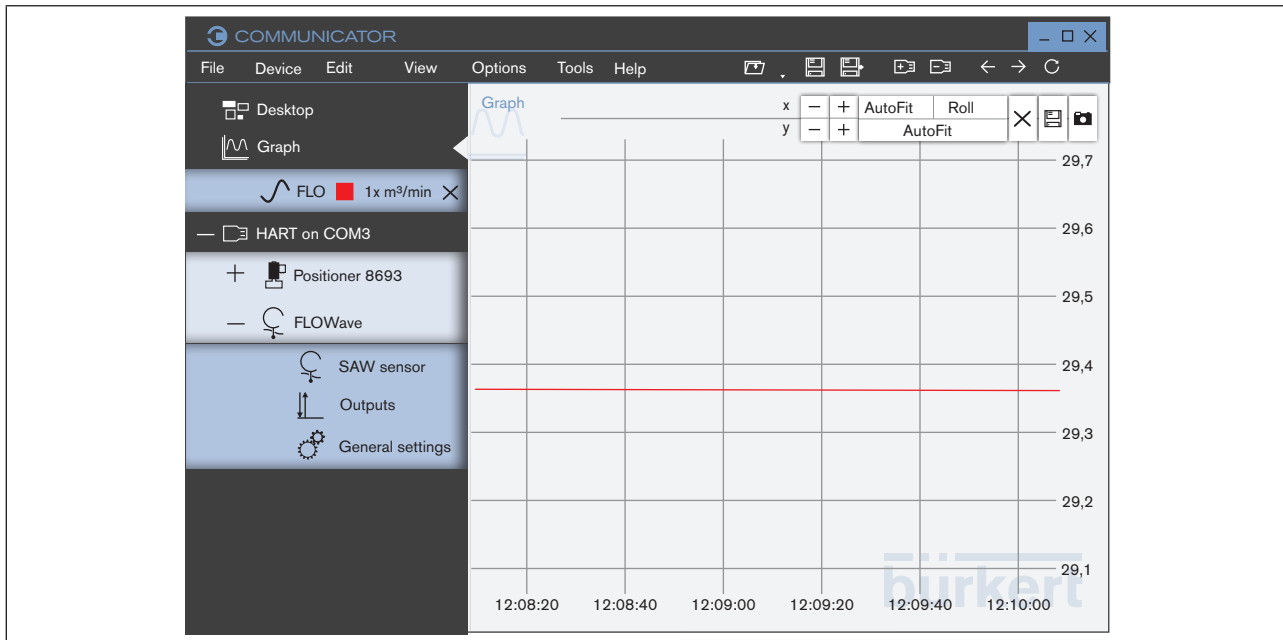 COMMUNICATOR
File Device Edit View Options Tools Help
Desktop
Graph
FLO 1x m³/min
HART on COM3
Positioner 8693
FLOWave
SAW sensor
Outputs
General settings
Graph
x − + AutoFit Roll
y − + AutoFit
29,7
29,6
29,5
29,4
29,3
29,2
29,1
bürkert
12:08:20 12:08:40 12:09:00 12:09:20 12:09:40 12:10:00